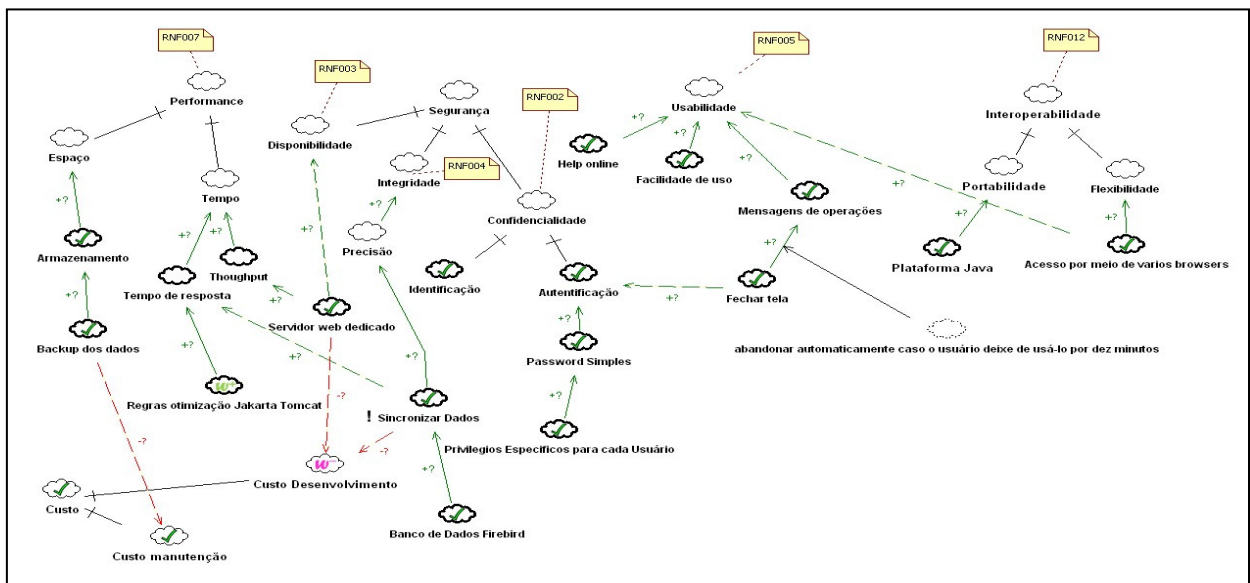 RNF007
RNF003
RNF002
RNF005
RNF012
Performance
Segurança
Usabilidade
Interoperabilidade
Espaço
Disponibilidade
+?
Help online
+?
Facilidade de uso
+?
RNF004
Integridade
+?
Tempo
Portabilidade
Flexibilidade
+?
+?
+?
+?
Confidencialidade
Mensagens de operações
+?
+?
+?
Precisão
Armazenamento
Thoughput
Identificação
Autentificação
+?
Plataforma Java
Acesso por meio de varios browsers
Tempo de resposta
+?
+?
Fechar tela
+?
+?
Servidor web dedicado
Backup dos dados
+?
+?
+?
Password Simples
abandonar automaticamente caso o usuário deixe de usá-lo por dez minutos
w+
-?
+?
Regras otimização Jakarta Tomcat
! Sincronizar Dados
-?
-?
Privilegios Especificos para cada Usuário
w-
+?
Custo Desenvolvimento
Custo
Banco de Dados Firebird
Custo manutenção